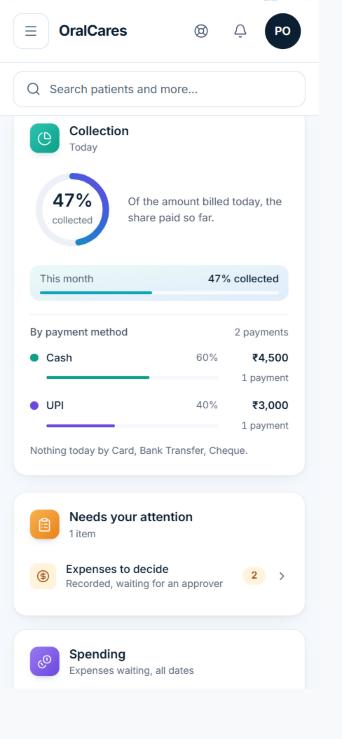 OralCares
PO
Search patients and more...
Collection
Today
47%
collected
Of the amount billed today, the
share paid so far.
This month 47% collected
By payment method 2 payments
Cash 60% ₹4,500
1 payment
UPI 40% ₹3,000
1 payment
Nothing today by Card, Bank Transfer, Cheque.
Needs your attention
1 item
Expenses to decide
Recorded, waiting for an approver
2
Spending
Expenses waiting, all dates